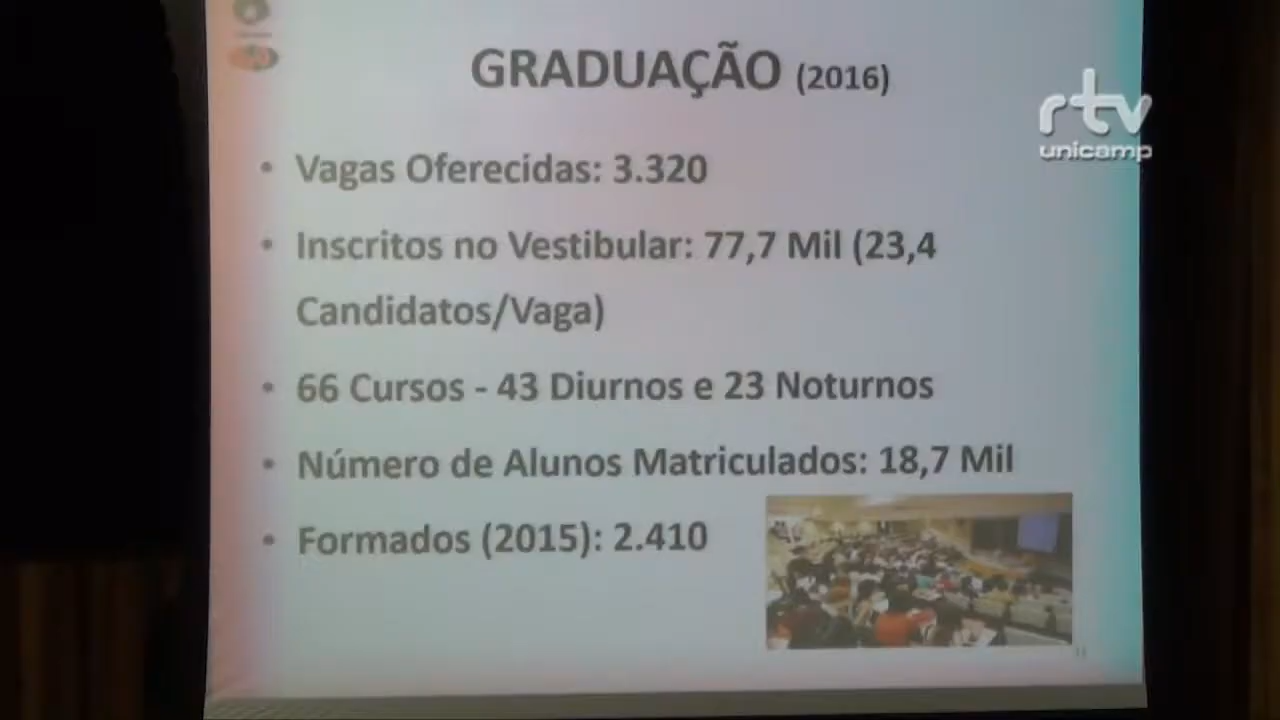 GRADUAÇÃO (2016)
rtv
unicamp
• Vagas Oferecidas: 3.320
• Inscritos no Vestibular: 77,7 Mil (23,4
Candidatos/Vaga)
• 66 Cursos - 43 Diurnos e 23 Noturnos
• Número de Alunos Matriculados: 18,7 Mil
• Formados (2015): 2.410